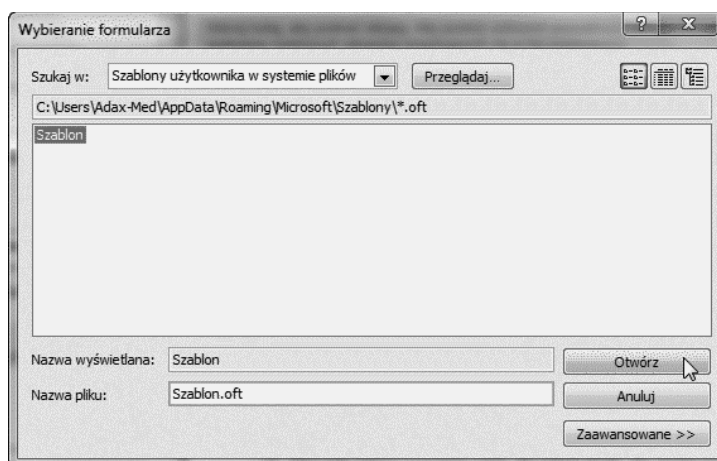 Wybieranie formularza
Szukaj w: Szablony użytkownika w systemie plików Przeglądaj...
C:\Users\Adax-Med\AppData\Roaming\Microsoft\Szablony\*.oft
Szablon
Nazwa wyświetlana: Szablon Otwórz
Nazwa pliku: Szablon.oft Anuluj
Zaawansowane >>